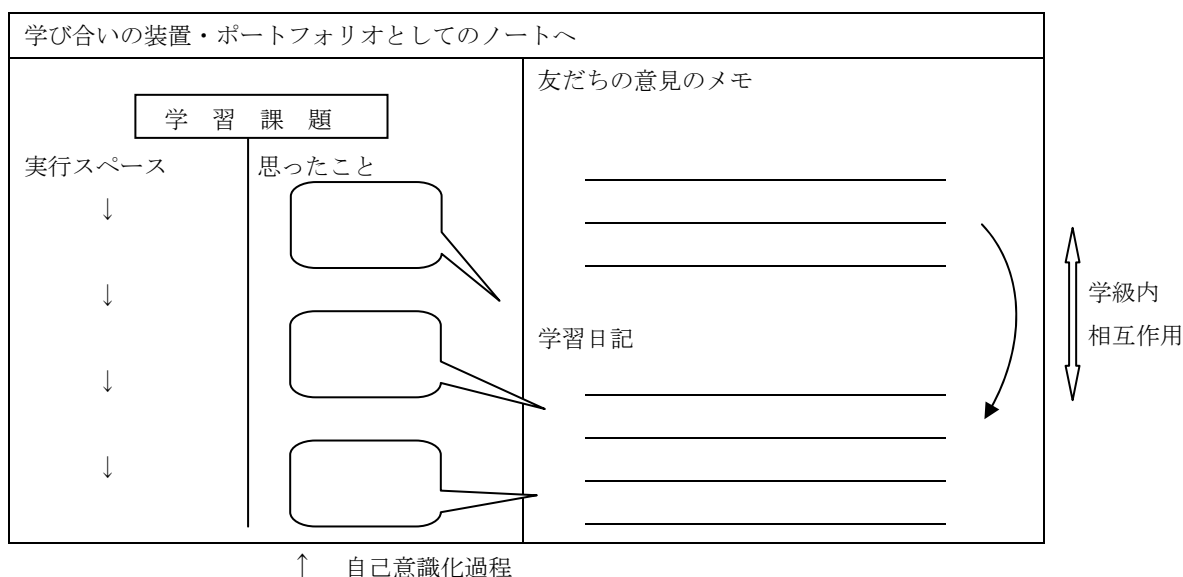 学び合いの装置・ポートフォリオとしてのノートへ
学 習 課 題
実行スペース
思ったこと
↓
↓
↓
↓
友だちの意見のメモ
学習日記
学級内
相互作用
↑ 自己意識化過程